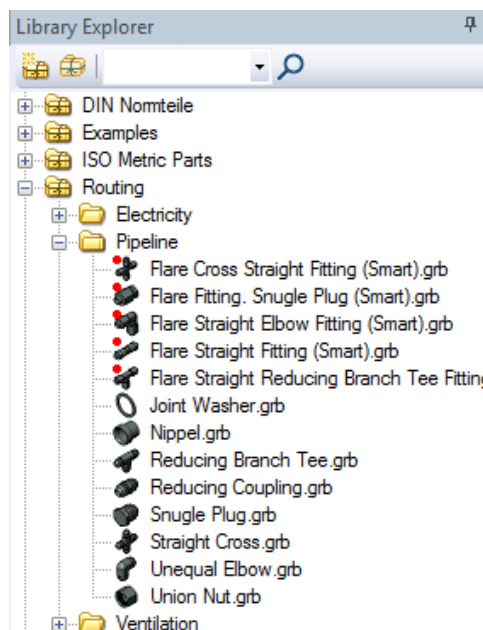 Library Explorer
DIN Normteile
Examples
ISO Metric Parts
Routing
Electricity
Pipeline
Flare Cross Straight Fitting (Smart).grb
Flare Fitting. Snugle Plug (Smart).grb
Flare Straight Elbow Fitting (Smart).grb
Flare Straight Fitting (Smart).grb
Flare Straight Reducing Branch Tee Fitting
Joint Washer.grb
Nippel.grb
Reducing Branch Tee.grb
Reducing Coupling.grb
Snugle Plug.grb
Straight Cross.grb
Unequal Elbow.grb
Union Nut.grb
Ventilation